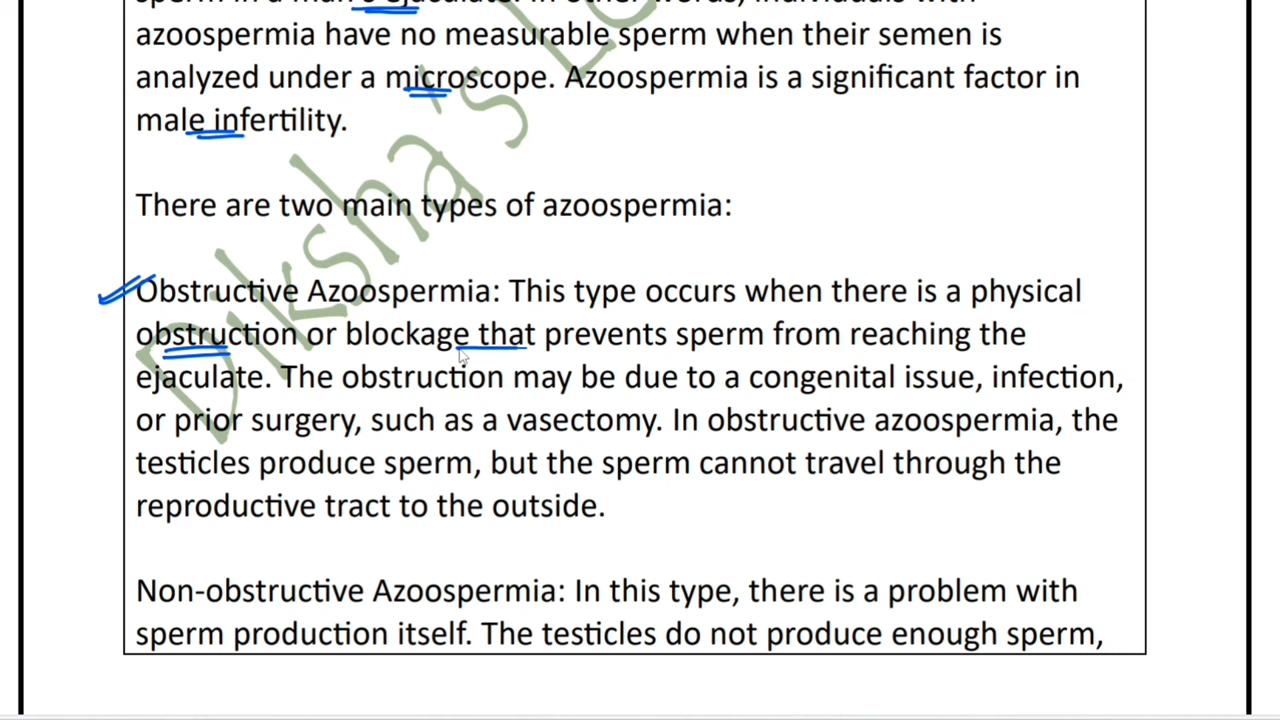 azoospermia have no measurable sperm when their semen is
analyzed under a microscope. Azoospermia is a significant factor in
male infertility.
There are two main types of azoospermia:
Obstructive Azoospermia: This type occurs when there is a physical
obstruction or blockage that prevents sperm from reaching the
ejaculate. The obstruction may be due to a congenital issue, infection,
or prior surgery, such as a vasectomy. In obstructive azoospermia, the
testicles produce sperm, but the sperm cannot travel through the
reproductive tract to the outside.
Non-obstructive Azoospermia: In this type, there is a problem with
sperm production itself. The testicles do not produce enough sperm,
Diksha's